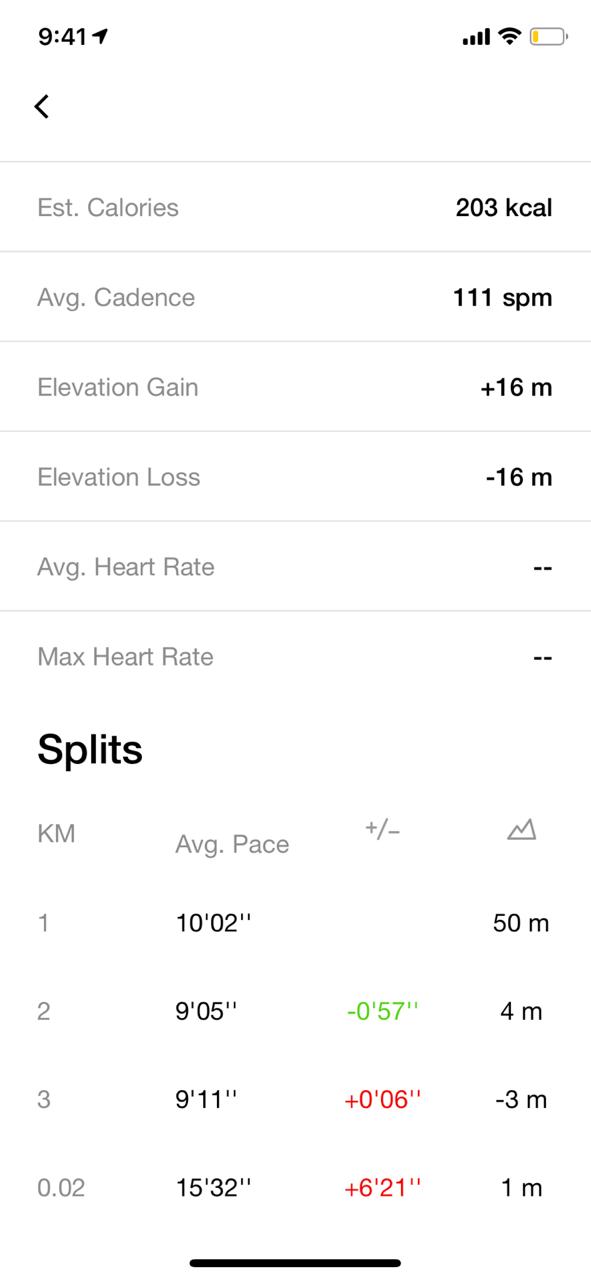 9:41
Est. Calories 203 kcal
Avg. Cadence 111 spm
Elevation Gain +16 m
Elevation Loss -16 m
Avg. Heart Rate --
Max Heart Rate --
Splits
KM Avg. Pace +/-
1 10'02'' 50 m
2 9'05'' -0'57'' 4 m
3 9'11'' +0'06'' -3 m
0.02 15'32'' +6'21'' 1 m